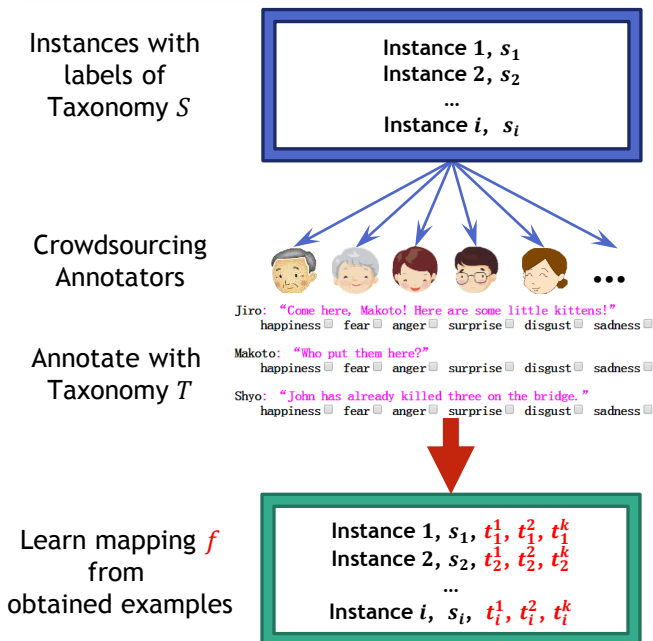 Instances with
labels of
Taxonomy S
Instance 1, s₁
Instance 2, s₂
…
Instance i, sᵢ
Crowdsourcing
Annotators
•••
Jiro: “Come here, Makoto! Here are some little kittens!”
happiness fear anger surprise disgust sadness
Annotate with
Taxonomy T
Makoto: “Who put them here?”
happiness fear anger surprise disgust sadness
Shyo: “John has already killed three on the bridge.”
happiness fear anger surprise disgust sadness
Learn mapping f
from
obtained examples
Instance 1, s₁, t₁¹, t₁², t₁ᵏ
Instance 2, s₂, t₂¹, t₂², t₂ᵏ
…
Instance i, sᵢ, tᵢ¹, tᵢ², tᵢᵏ